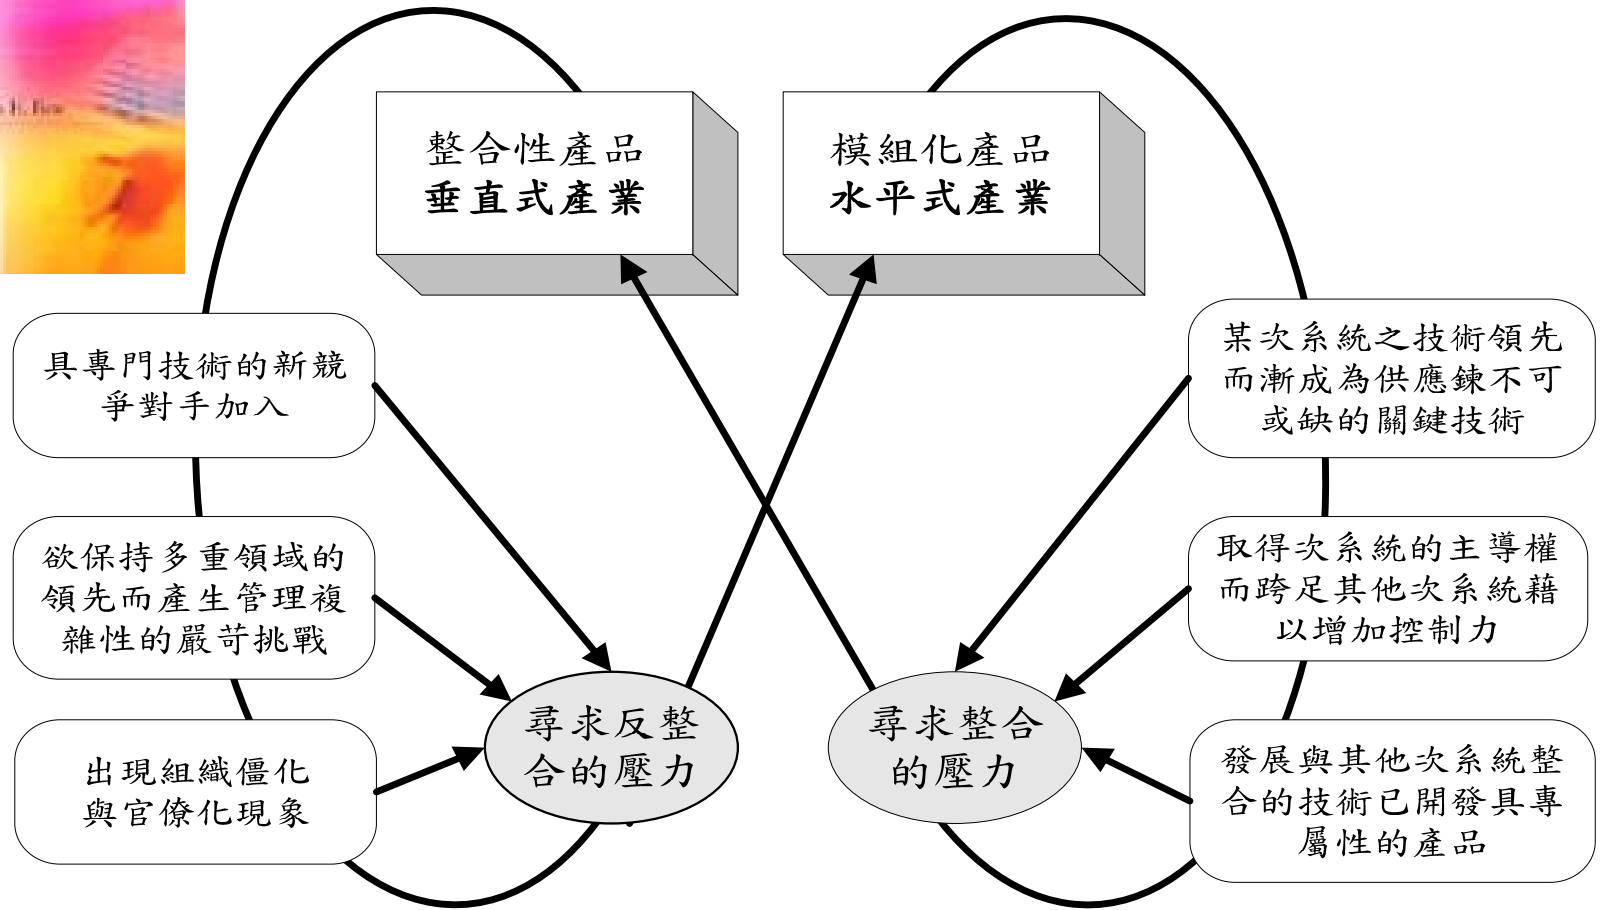 整合性產品
垂直式產業
模組化產品
水平式產業
具專門技術的新競
爭對手加入
欲保持多重領域的
領先而產生管理複
雜性的嚴苛挑戰
出現組織僵化
與官僚化現象
尋求反整
合的壓力
尋求整合
的壓力
某次系統之技術領先
而漸成為供應鍊不可
或缺的關鍵技術
取得次系統的主導權
而跨足其他次系統藉
以增加控制力
發展與其他次系統整
合的技術已開發具專
屬性的產品